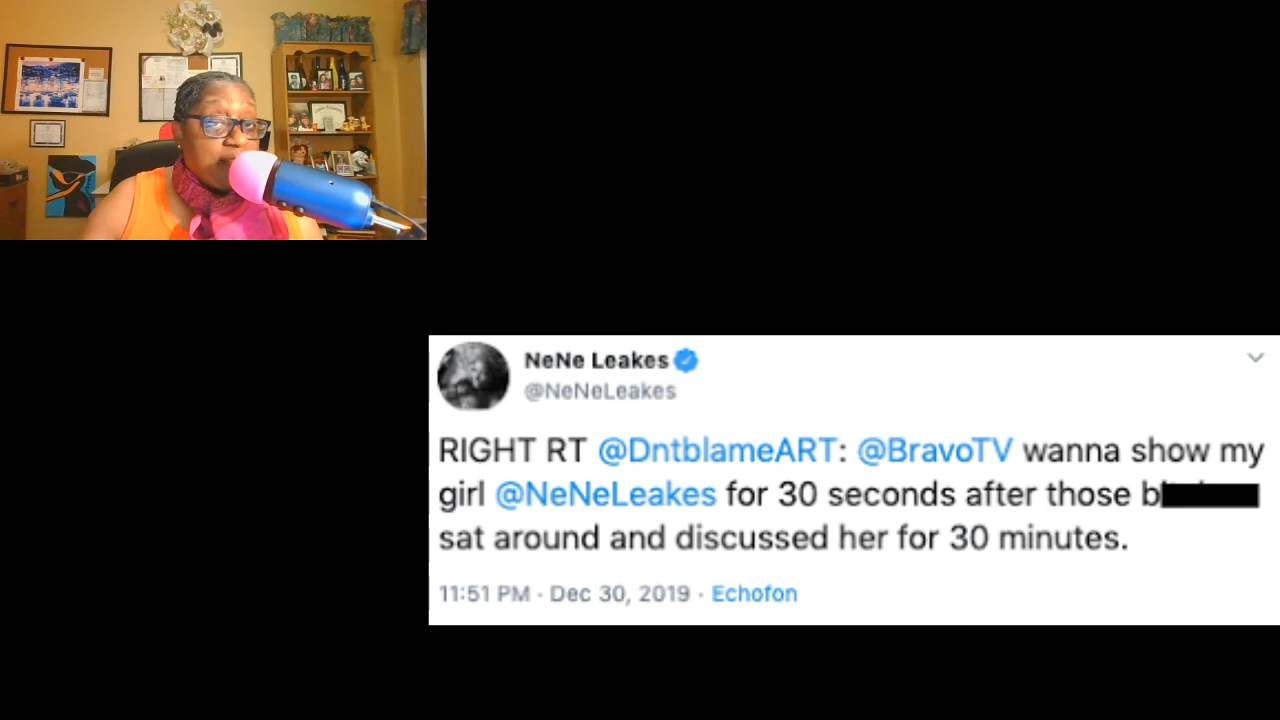 NeNe Leakes
@NeNeLeakes
RIGHT RT @DntblameART: @BravoTV wanna show my
girl @NeNeLeakes for 30 seconds after those
sat around and discussed her for 30 minutes.
11:51 PM · Dec 30, 2019 · Echofon